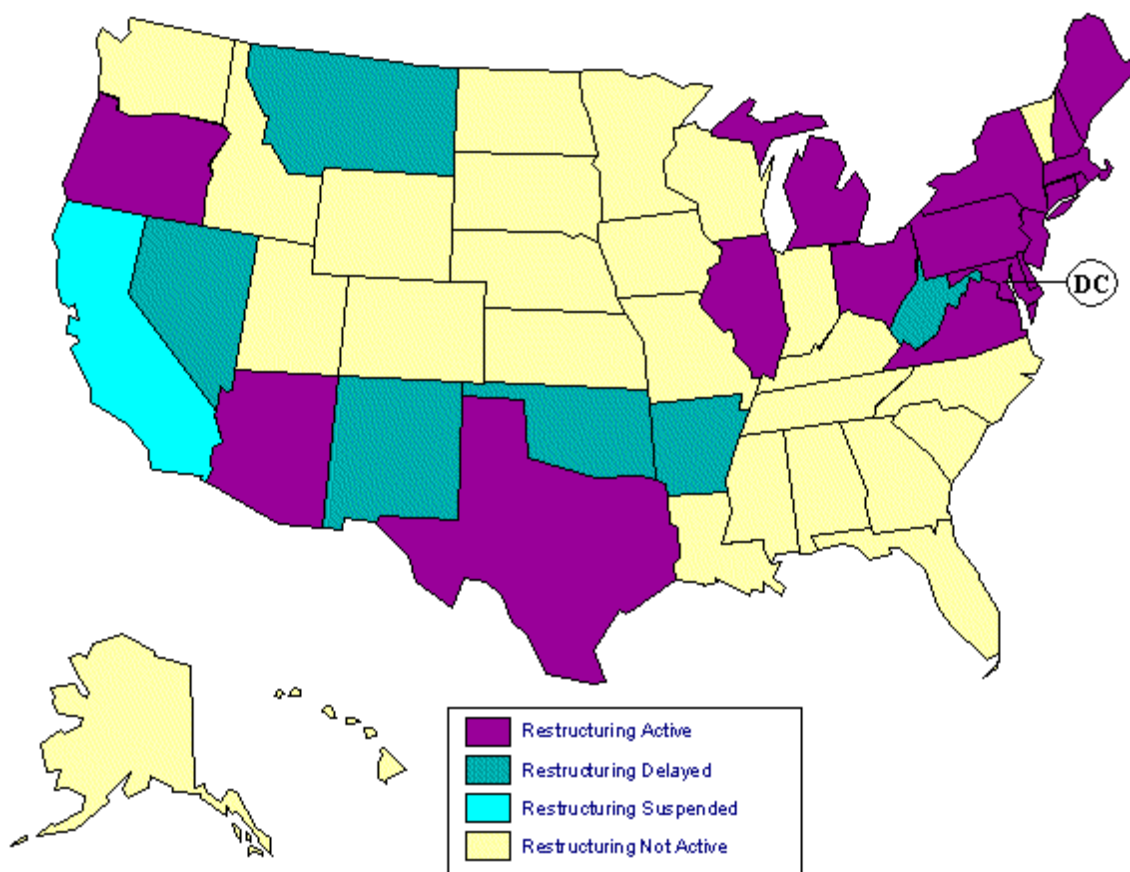 DC
Restructuring Active
Restructuring Delayed
Restructuring Suspended
Restructuring Not Active